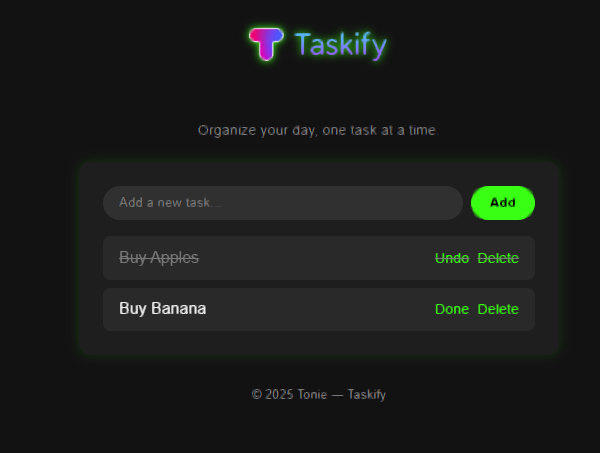 Taskify
Organize your day, one task at a time.
Add a new task...
Add
Buy Apples
Undo Delete
Buy Banana
Done Delete
© 2025 Tonie — Taskify